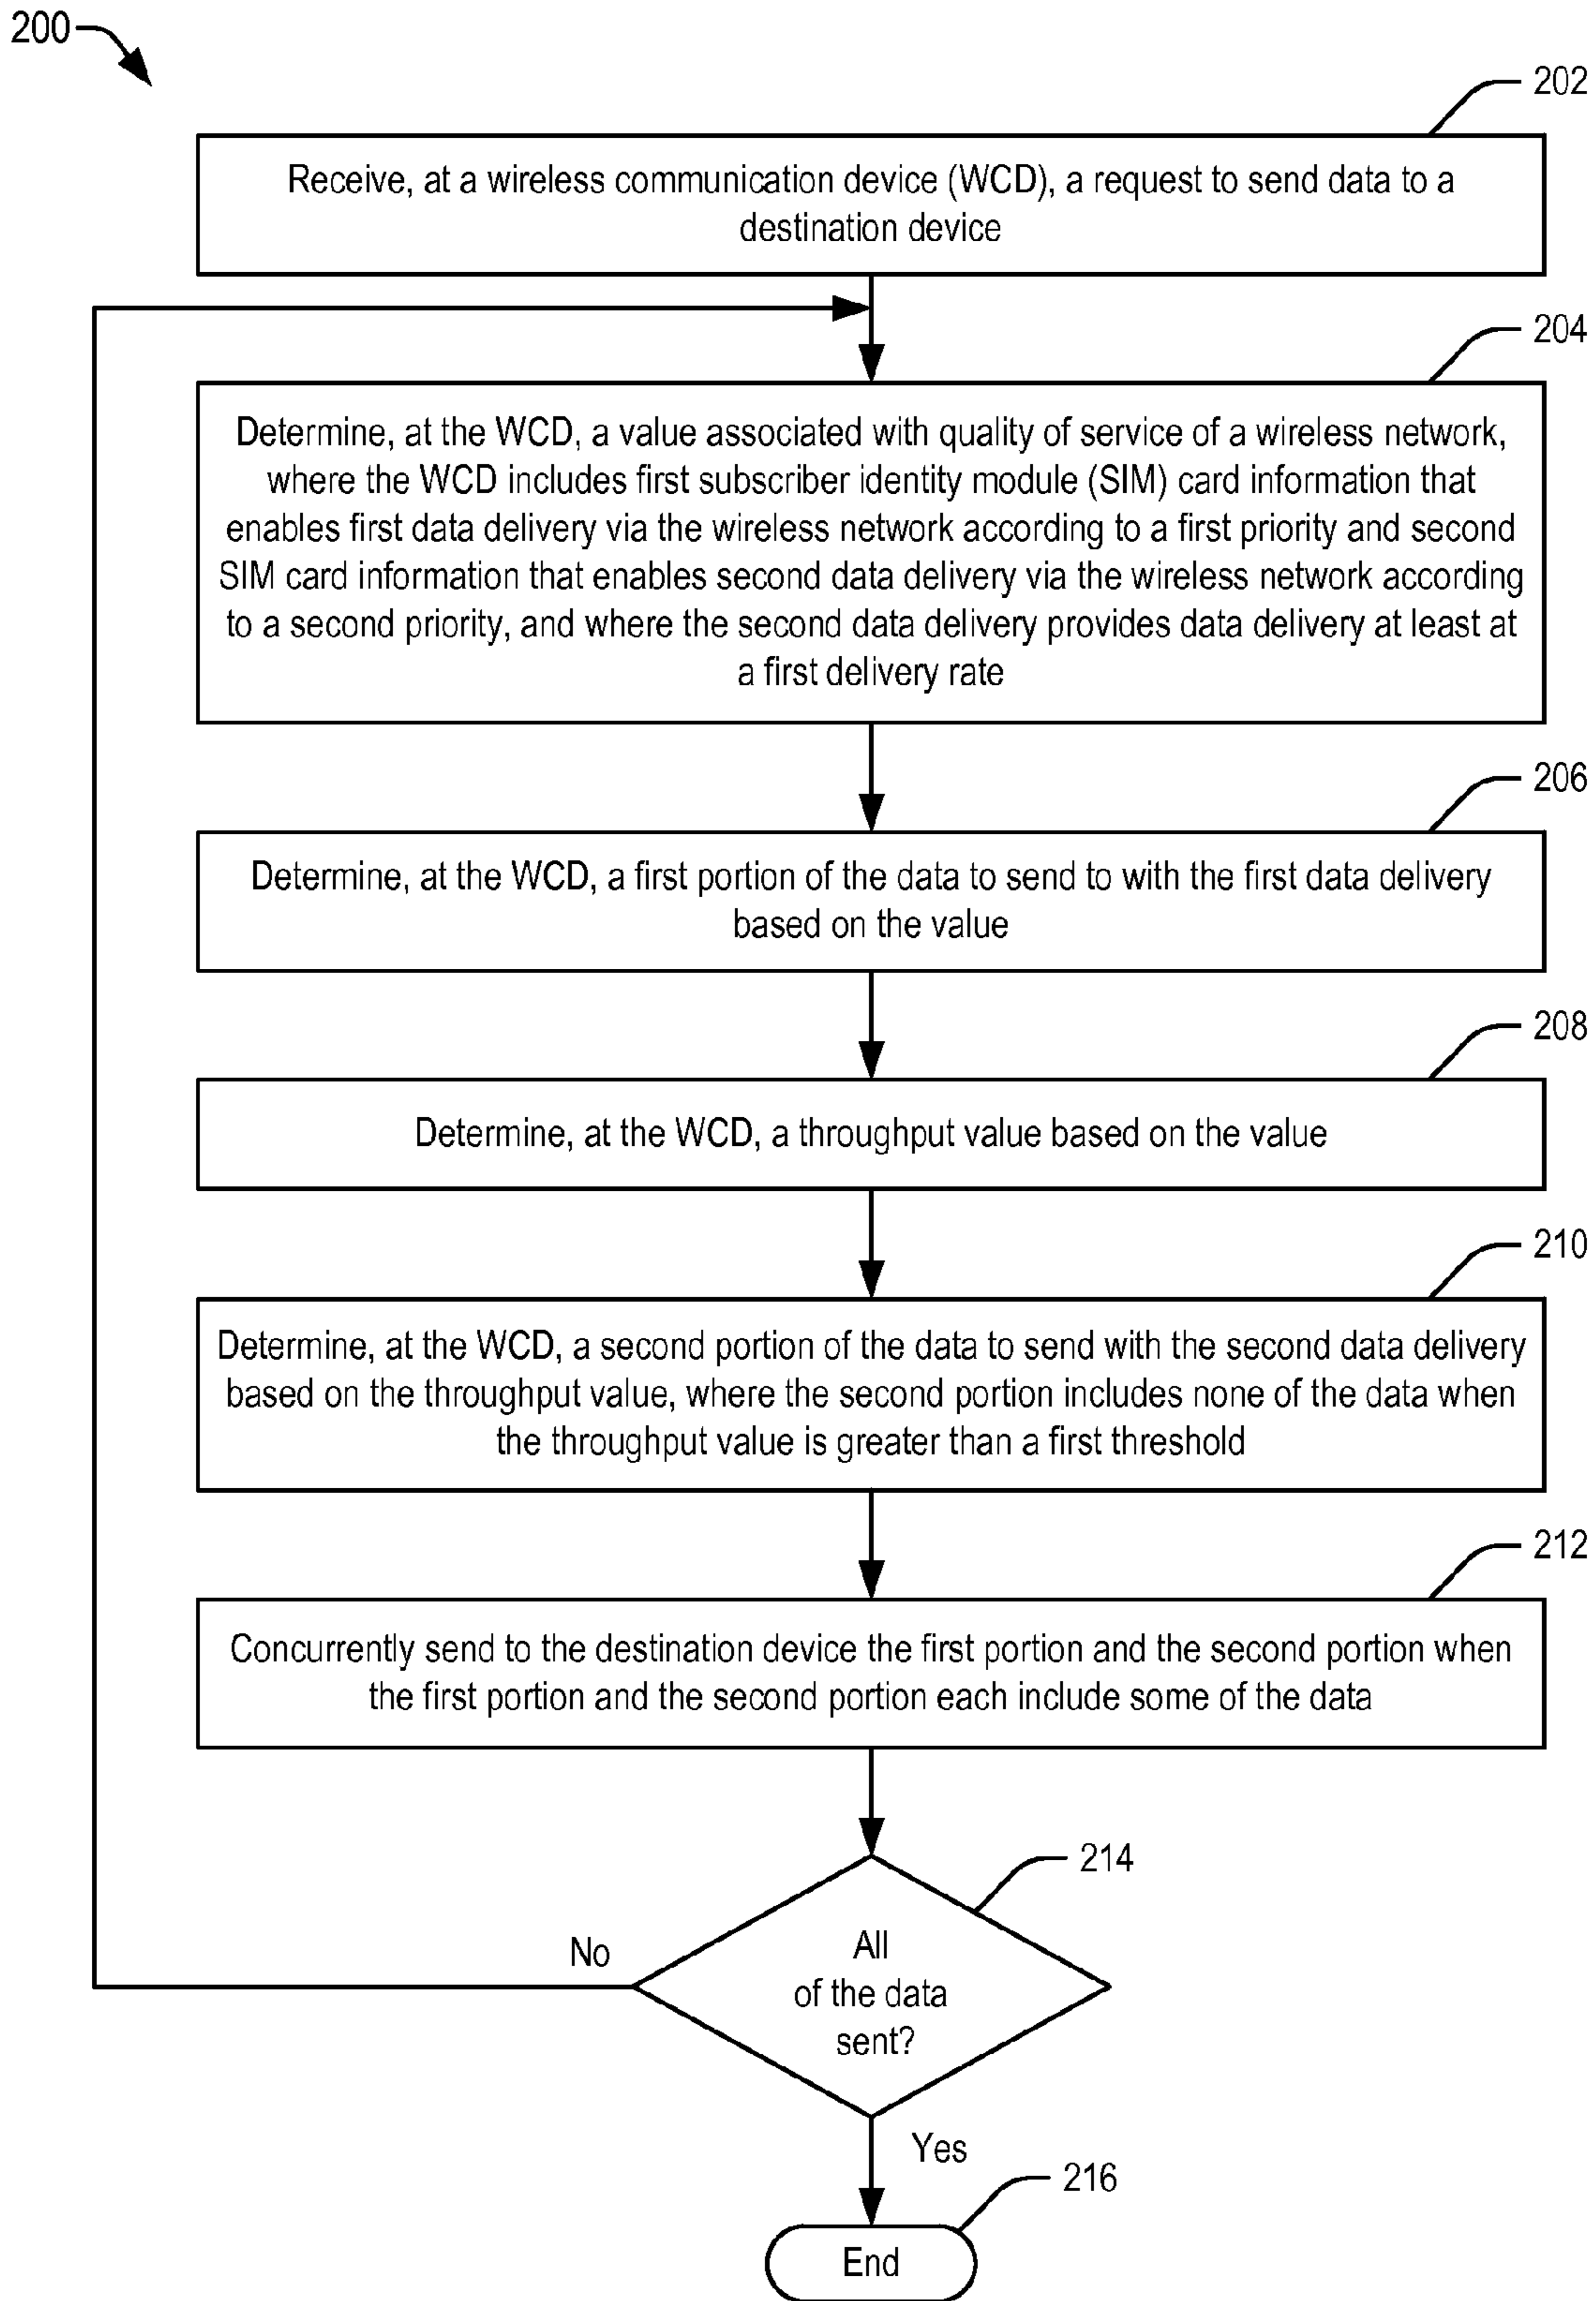 200
202
Receive, at a wireless communication device (WCD), a request to send data to a
destination device
204
Determine, at the WCD, a value associated with quality of service of a wireless network,
where the WCD includes first subscriber identity module (SIM) card information that
enables first data delivery via the wireless network according to a first priority and second
SIM card information that enables second data delivery via the wireless network according
to a second priority, and where the second data delivery provides data delivery at least at
a first delivery rate
206
Determine, at the WCD, a first portion of the data to send to with the first data delivery
based on the value
208
Determine, at the WCD, a throughput value based on the value
210
Determine, at the WCD, a second portion of the data to send with the second data delivery
based on the throughput value, where the second portion includes none of the data when
the throughput value is greater than a first threshold
212
Concurrently send to the destination device the first portion and the second portion when
the first portion and the second portion each include some of the data
214
No
All
of the data
sent?
Yes
216
End